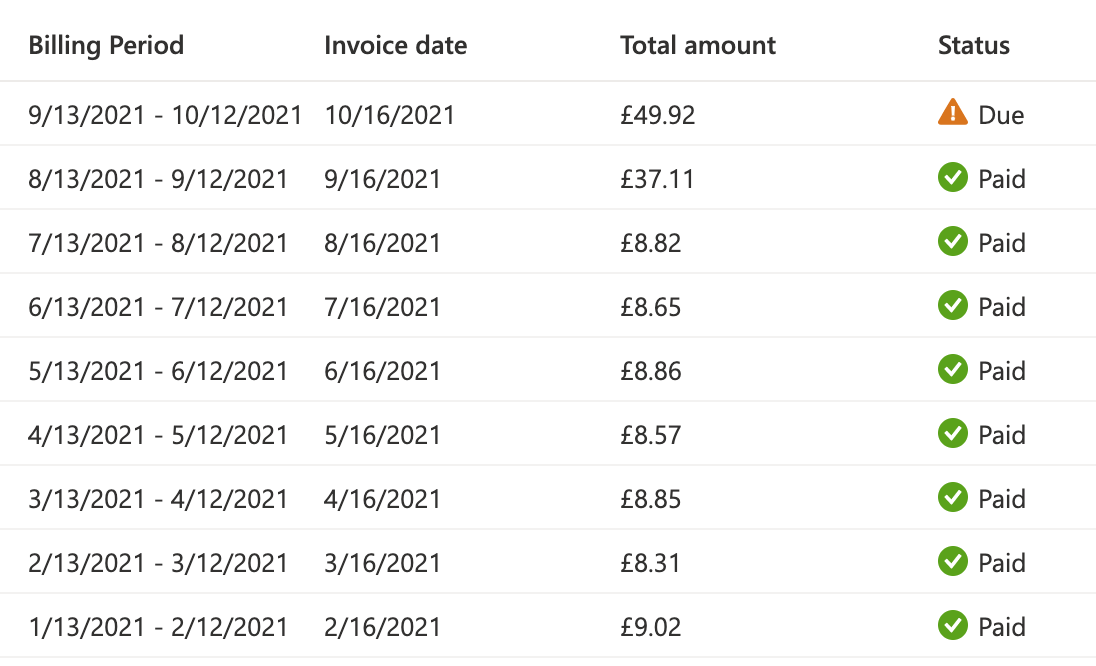 Billing Period Invoice date Total amount Status
9/13/2021 - 10/12/2021 10/16/2021 £49.92 Due
8/13/2021 - 9/12/2021 9/16/2021 £37.11 Paid
7/13/2021 - 8/12/2021 8/16/2021 £8.82 Paid
6/13/2021 - 7/12/2021 7/16/2021 £8.65 Paid
5/13/2021 - 6/12/2021 6/16/2021 £8.86 Paid
4/13/2021 - 5/12/2021 5/16/2021 £8.57 Paid
3/13/2021 - 4/12/2021 4/16/2021 £8.85 Paid
2/13/2021 - 3/12/2021 3/16/2021 £8.31 Paid
1/13/2021 - 2/12/2021 2/16/2021 £9.02 Paid